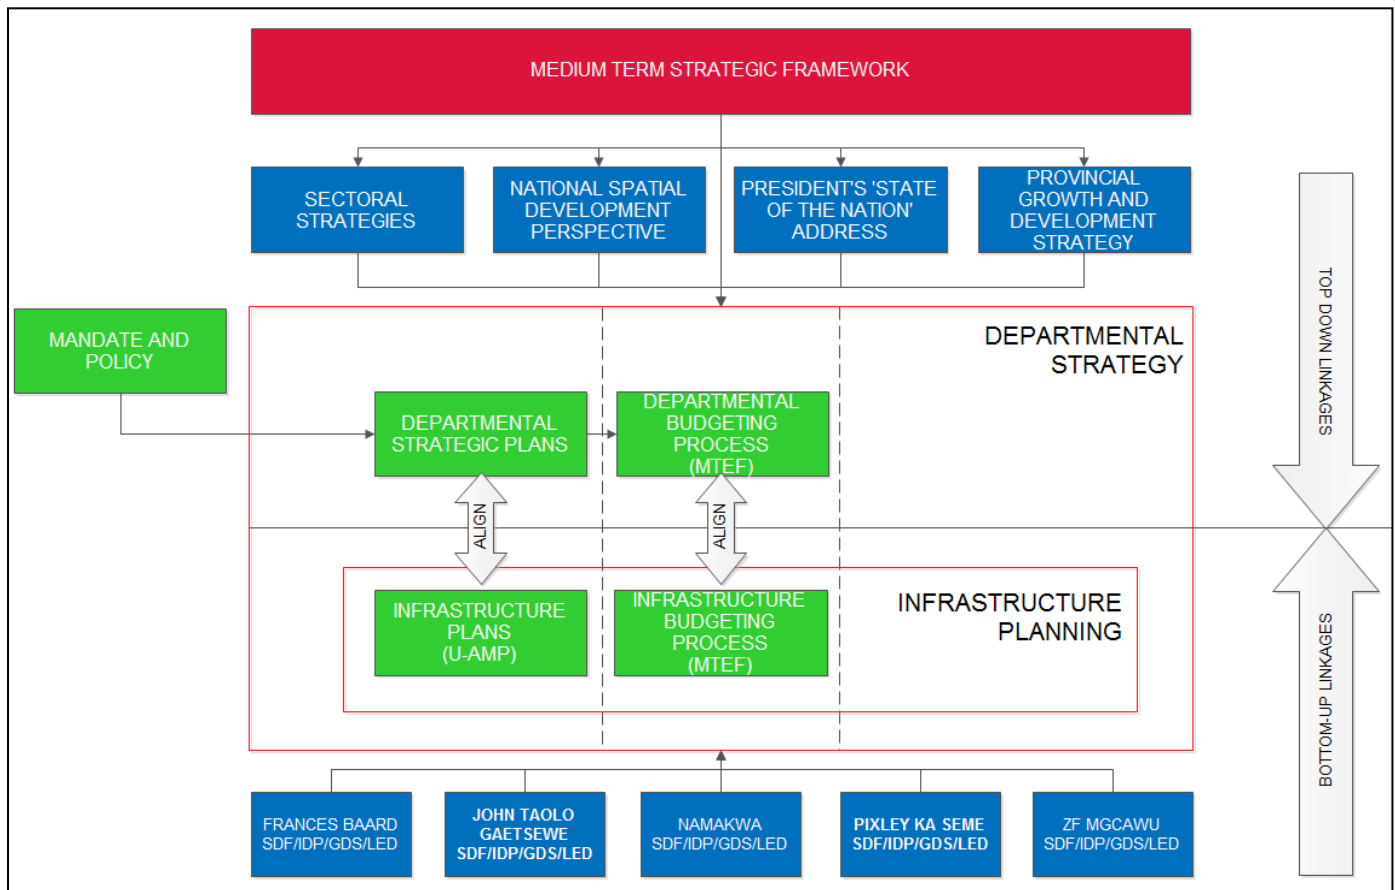 MEDIUM TERM STRATEGIC FRAMEWORK
SECTORAL
STRATEGIES
NATIONAL SPATIAL
DEVELOPMENT
PERSPECTIVE
PRESIDENT'S 'STATE
OF THE NATION'
ADDRESS
PROVINCIAL
GROWTH AND
DEVELOPMENT
STRATEGY
TOP DOWN LINKAGES
MANDATE AND
POLICY
DEPARTMENTAL
STRATEGY
DEPARTMENTAL
STRATEGIC PLANS
DEPARTMENTAL
BUDGETING
PROCESS
(MTEF)
ALIGN
ALIGN
INFRASTRUCTURE
PLANS
(U-AMP)
INFRASTRUCTURE
BUDGETING
PROCESS
(MTEF)
INFRASTRUCTURE
PLANNING
BOTTOM-UP LINKAGES
FRANCES BAARD
SDF/IDP/GDS/LED
JOHN TAOLO
GAETSEWE
SDF/IDP/GDS/LED
NAMAKWA
SDF/IDP/GDS/LED
PIXLEY KA SEME
SDF/IDP/GDS/LED
ZF MGCAWU
SDF/IDP/GDS/LED